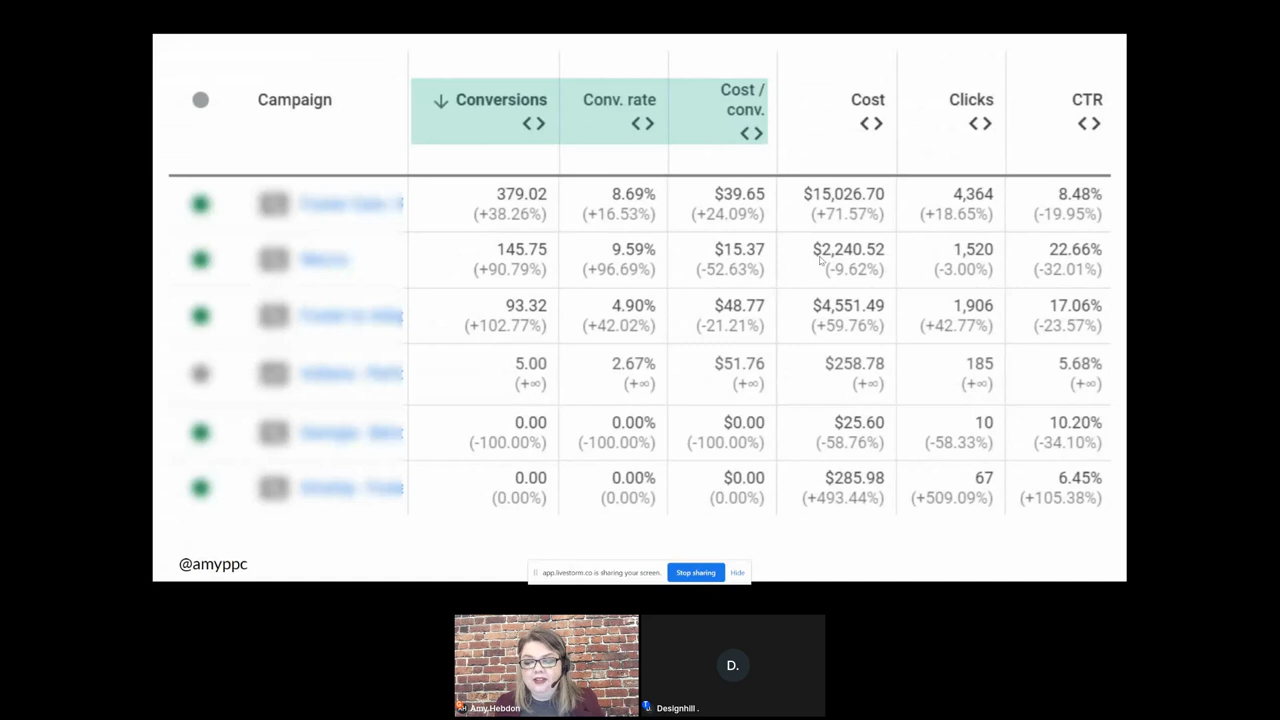 Campaign
↓ Conversions
<>
Conv. rate
<>
Cost /
conv.
<>
Cost
<>
Clicks
<>
CTR
<>
379.02 8.69% $39.65 $15,026.70 4,364 8.48%
(+38.26%) (+16.53%) (+24.09%) (+71.57%) (+18.65%) (-19.95%)
145.75 9.59% $15.37 $2,240.52 1,520 22.66%
(+90.79%) (+96.69%) (-52.63%) (-9.62%) (-3.00%) (-32.01%)
93.32 4.90% $48.77 $4,551.49 1,906 17.06%
(+102.77%) (+42.02%) (-21.21%) (+59.76%) (+42.77%) (-23.57%)
5.00 2.67% $51.76 $258.78 185 5.68%
(+∞) (+∞) (+∞) (+∞) (+∞) (+∞)
0.00 0.00% $0.00 $25.60 10 10.20%
(-100.00%) (-100.00%) (-100.00%) (-58.76%) (-58.33%) (-34.10%)
0.00 0.00% $0.00 $285.98 67 6.45%
(0.00%) (0.00%) (0.00%) (+493.44%) (+509.09%) (+105.38%)
@amyppc
app.livestorm.co is sharing your screen. Stop sharing Hide
D.
Amy Hebdon
Designhill .